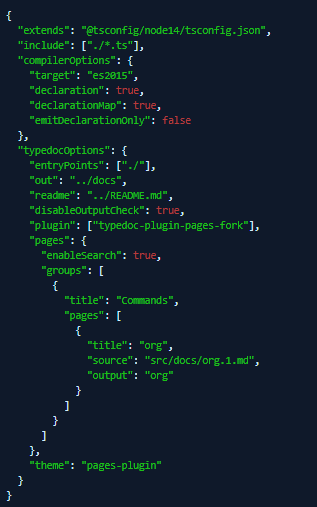 {
  "extends": "@tsconfig/node14/tsconfig.json",
  "include": ["./*.ts"],
  "compilerOptions": {
    "target": "es2015",
    "declaration": true,
    "declarationMap": true,
    "emitDeclarationOnly": false
  },
  "typedocOptions": {
    "entryPoints": ["./"],
    "out": "../docs",
    "readme": "../README.md",
    "disableOutputCheck": true,
    "plugin": ["typedoc-plugin-pages-fork"],
    "pages": {
      "enableSearch": true,
      "groups": [
        {
          "title": "Commands",
          "pages": [
            {
              "title": "org",
              "source": "src/docs/org.1.md",
              "output": "org"
            }
          ]
        }
      ]
    },
    "theme": "pages-plugin"
  }
}